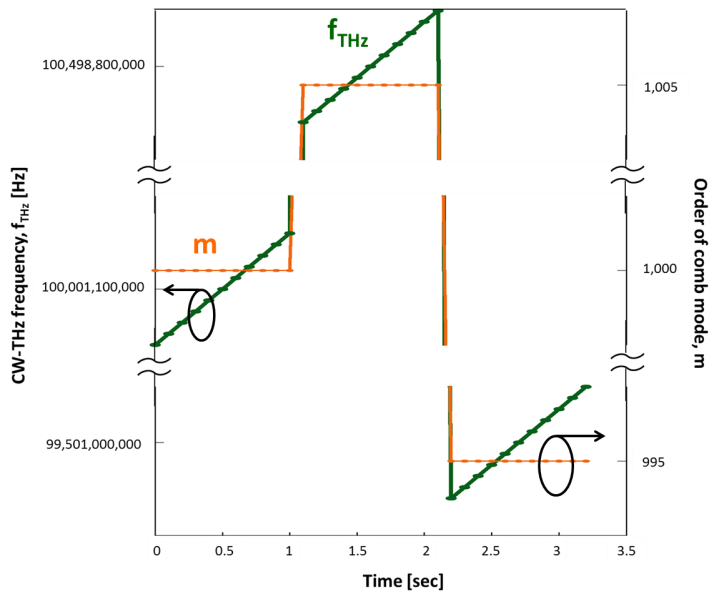 fTHz
100,498,800,000
1,005
CW-THz frequency, fTHz [Hz]
m
Order of comb mode, m
1,000
100,001,100,000
99,501,000,000
995
0 0.5 1 1.5 2 2.5 3 3.5
Time [sec]